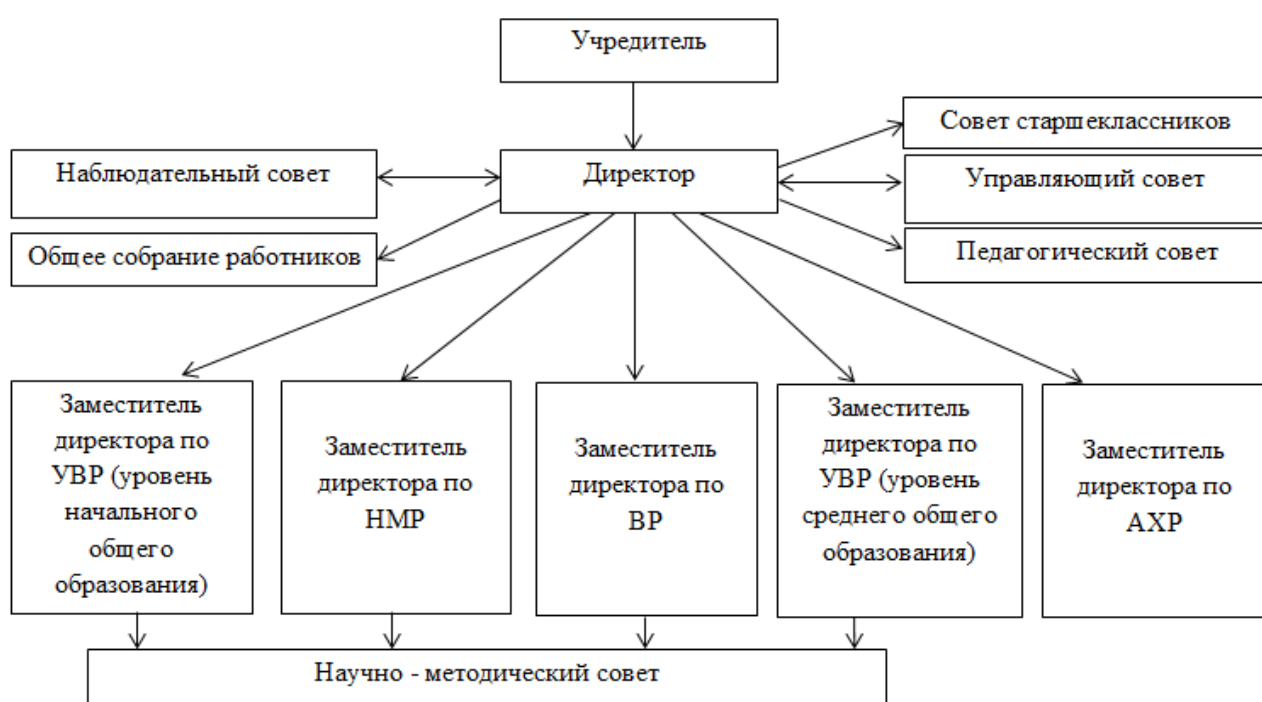 Учредитель
Совет старшеклассников
Наблюдательный совет
Директор
Управляющий совет
Общее собрание работников
Педагогический совет
Заместитель
директора по
УВР (уровень
начального
общего
образования)
Заместитель
директора по
НМР
Заместитель
директора по
ВР
Заместитель
директора по
УВР (уровень
среднего общего
образования)
Заместитель
директора по
АХР
Научно - методический совет